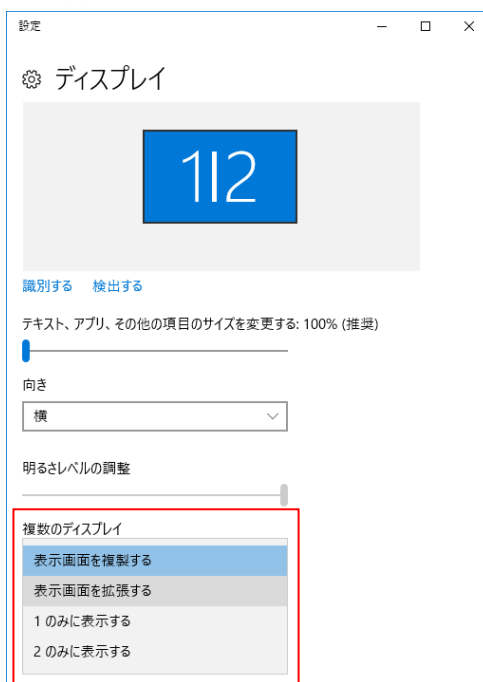 設定
ディスプレイ
1|2
識別する 検出する
テキスト、アプリ、その他の項目のサイズを変更する: 100% (推奨)
向き
横
明るさレベルの調整
複数のディスプレイ
表示画面を複製する
表示画面を拡張する
1 のみに表示する
2 のみに表示する